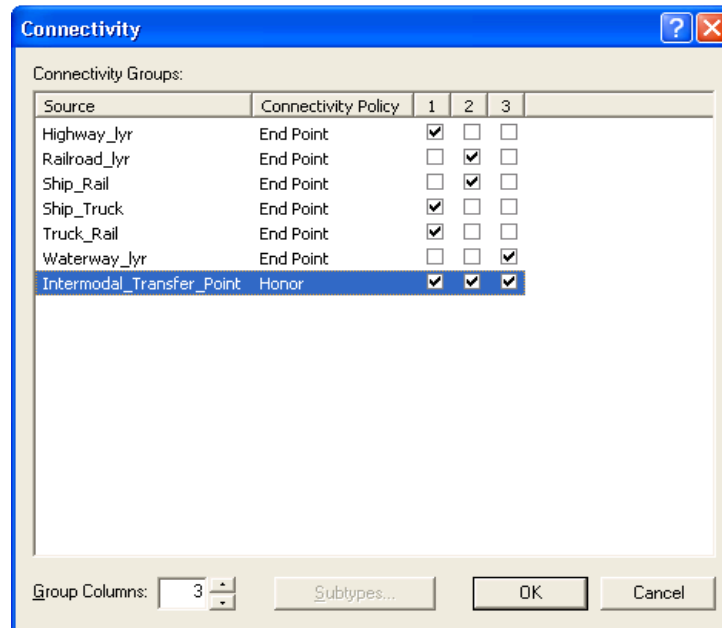 Connectivity
Connectivity Groups:
Source Connectivity Policy 1 2 3
Highway_lyr End Point
Railroad_lyr End Point
Ship_Rail End Point
Ship_Truck End Point
Truck_Rail End Point
Waterway_lyr End Point
Intermodal_Transfer_Point Honor
Group Columns: 3 Subtypes... OK Cancel